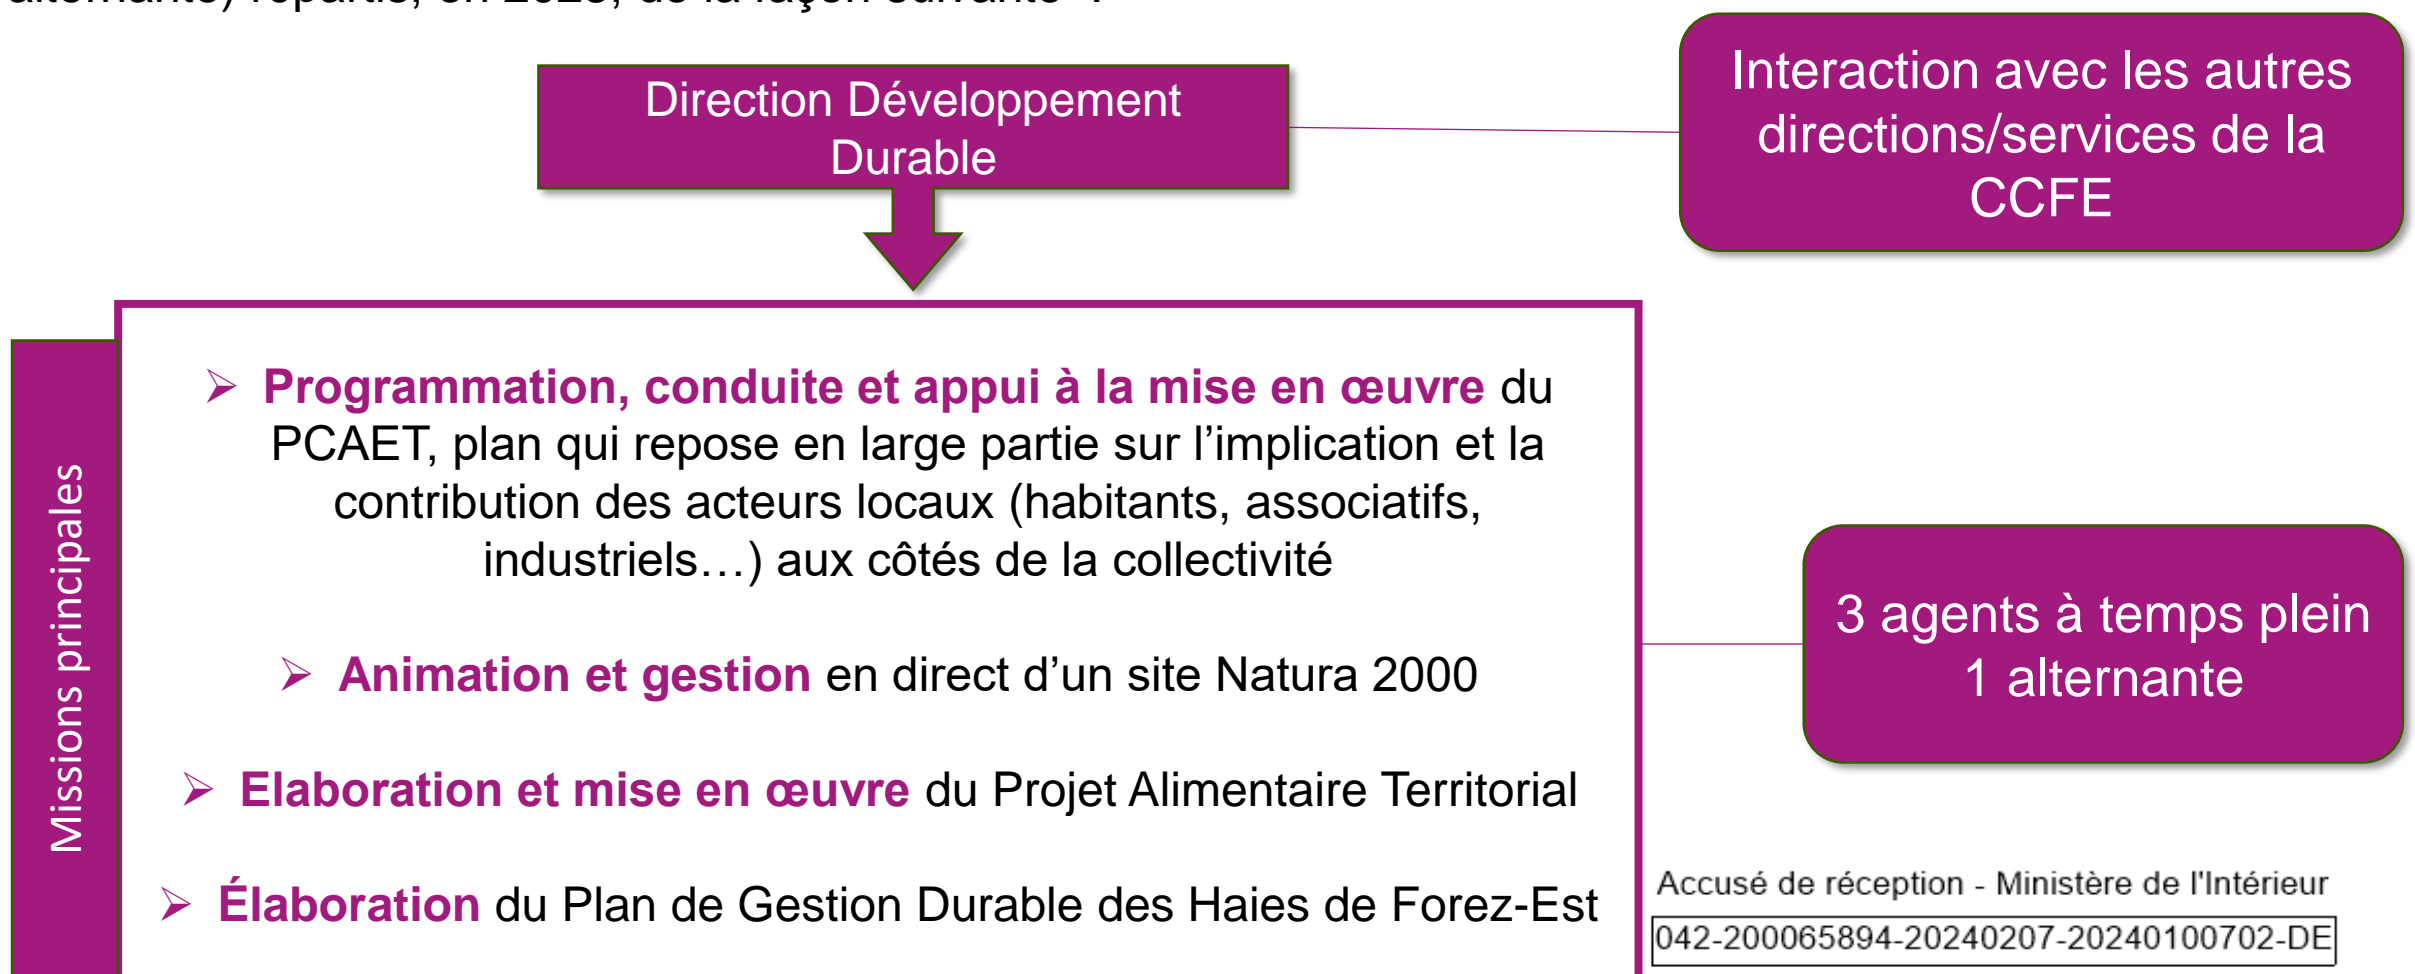 Direction Développement
Durable
Interaction avec les autres
directions/services de la
CCFE
Missions principales
➢ Programmation, conduite et appui à la mise en œuvre du
PCAET, plan qui repose en large partie sur l’implication et la
contribution des acteurs locaux (habitants, associatifs,
industriels…) aux côtés de la collectivité
➢ Animation et gestion en direct d’un site Natura 2000
➢ Elaboration et mise en œuvre du Projet Alimentaire Territorial
➢ Élaboration du Plan de Gestion Durable des Haies de Forez-Est
3 agents à temps plein
1 alternante
Accusé de réception - Ministère de l'Intérieur
042-200065894-20240207-20240100702-DE